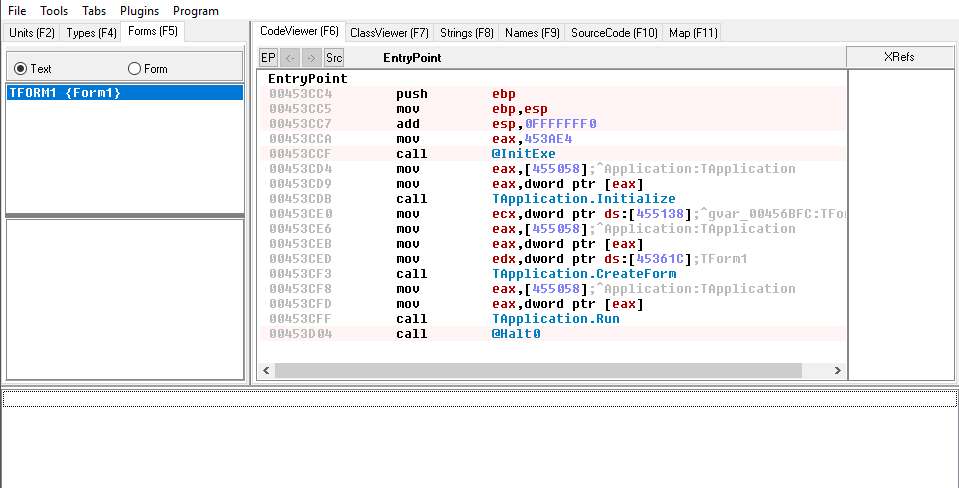 File Tools Tabs Plugins Program
Units (F2) Types (F4) Forms (F5)
Text Form
TFORM1 {Form1}
CodeViewer (F6) ClassViewer (F7) Strings (F8) Names (F9) SourceCode (F10) Map (F11)
EP <- -> Src EntryPoint XRefs
EntryPoint
00453CC4 push ebp
00453CC5 mov ebp,esp
00453CC7 add esp,0FFFFFFF0
00453CCA mov eax,453AE4
00453CCF call @InitExe
00453CD4 mov eax,[455058];^Application:TApplication
00453CD9 mov eax,dword ptr [eax]
00453CDB call TApplication.Initialize
00453CE0 mov ecx,dword ptr ds:[455138];^gvar_00456BFC:TFor
00453CE6 mov eax,[455058];^Application:TApplication
00453CEB mov eax,dword ptr [eax]
00453CED mov edx,dword ptr ds:[45361C];TForm1
00453CF3 call TApplication.CreateForm
00453CF8 mov eax,[455058];^Application:TApplication
00453CFD mov eax,dword ptr [eax]
00453CFF call TApplication.Run
00453D04 call @Halt0